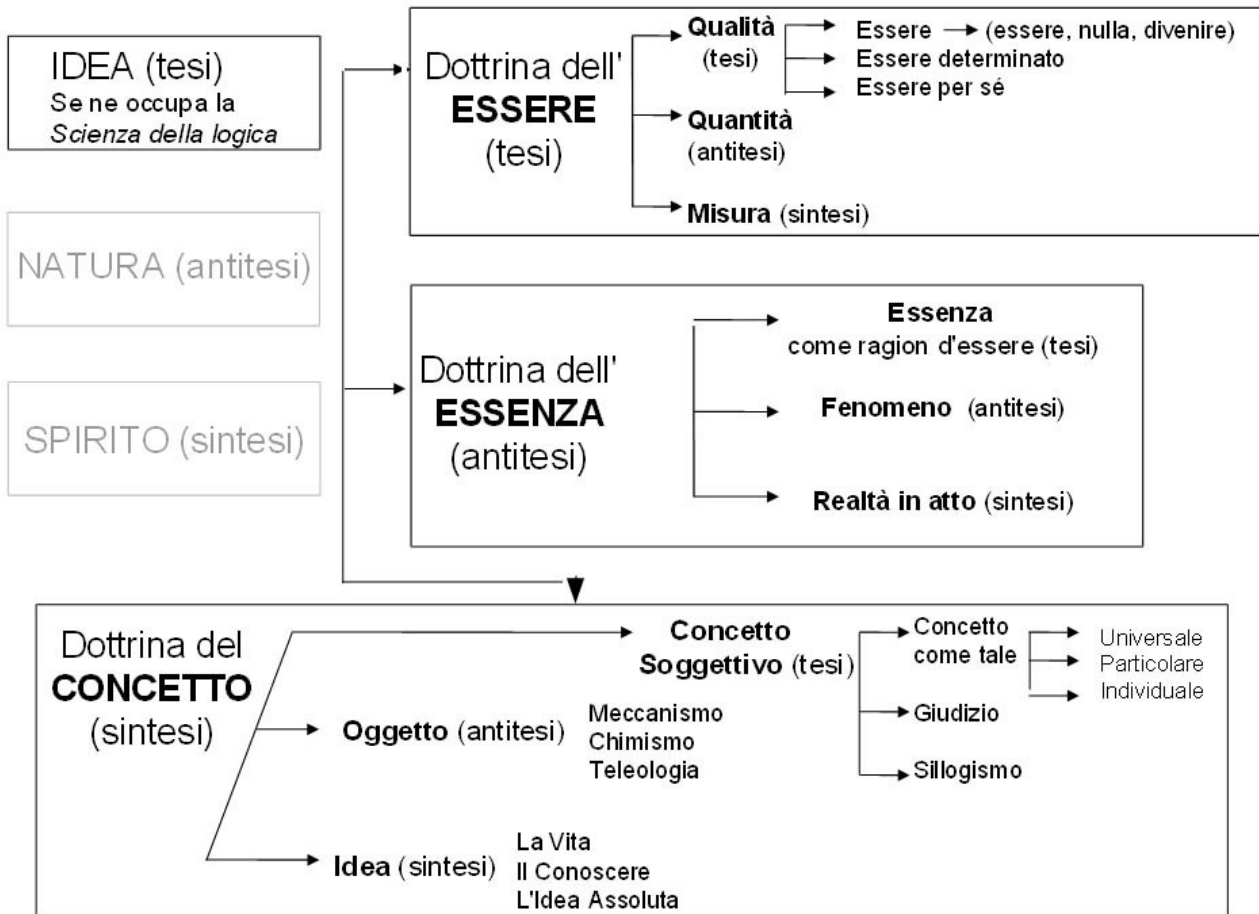 IDEA (tesi)
Se ne occupa la
Scienza della logica
NATURA (antitesi)
SPIRITO (sintesi)
Dottrina dell'
ESSERE
(tesi)
Qualità
(tesi)
Essere → (essere, nulla, divenire)
Essere determinato
Essere per sé
Quantità
(antitesi)
Misura (sintesi)
Dottrina dell'
ESSENZA
(antitesi)
Essenza
come ragion d'essere (tesi)
Fenomeno (antitesi)
Realtà in atto (sintesi)
Dottrina del
CONCETTO
(sintesi)
Concetto
Soggettivo (tesi)
Concetto
come tale
Universale
Particolare
Individuale
Giudizio
Sillogismo
Oggetto (antitesi)
Meccanismo
Chimismo
Teleologia
Idea (sintesi)
La Vita
Il Conoscere
L'Idea Assoluta